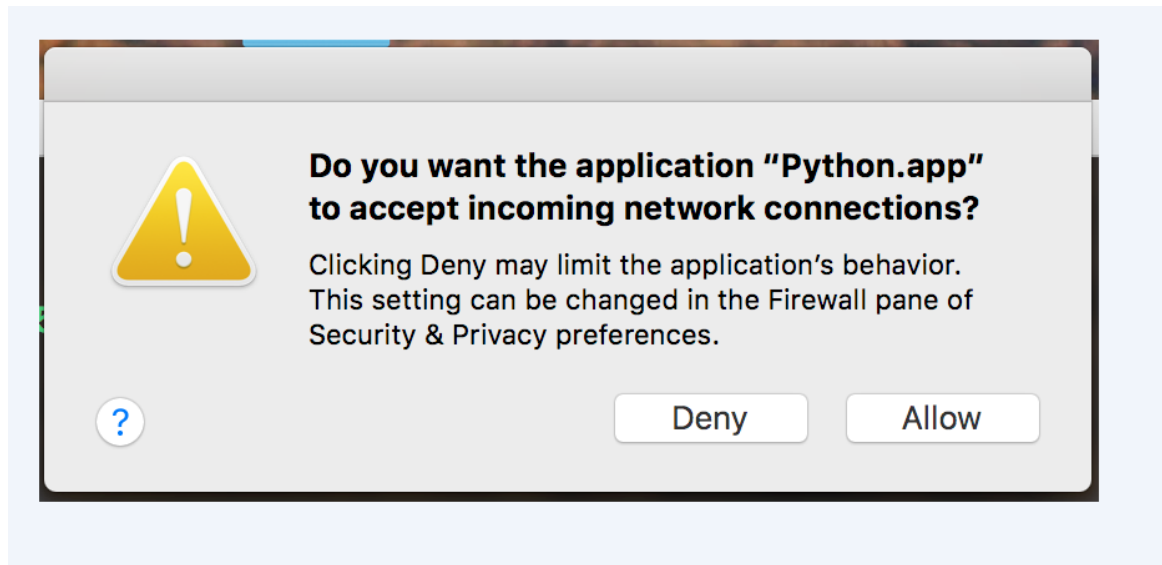 Do you want the application “Python.app”
to accept incoming network connections?
Clicking Deny may limit the application’s behavior.
This setting can be changed in the Firewall pane of
Security & Privacy preferences.
?
Deny
Allow